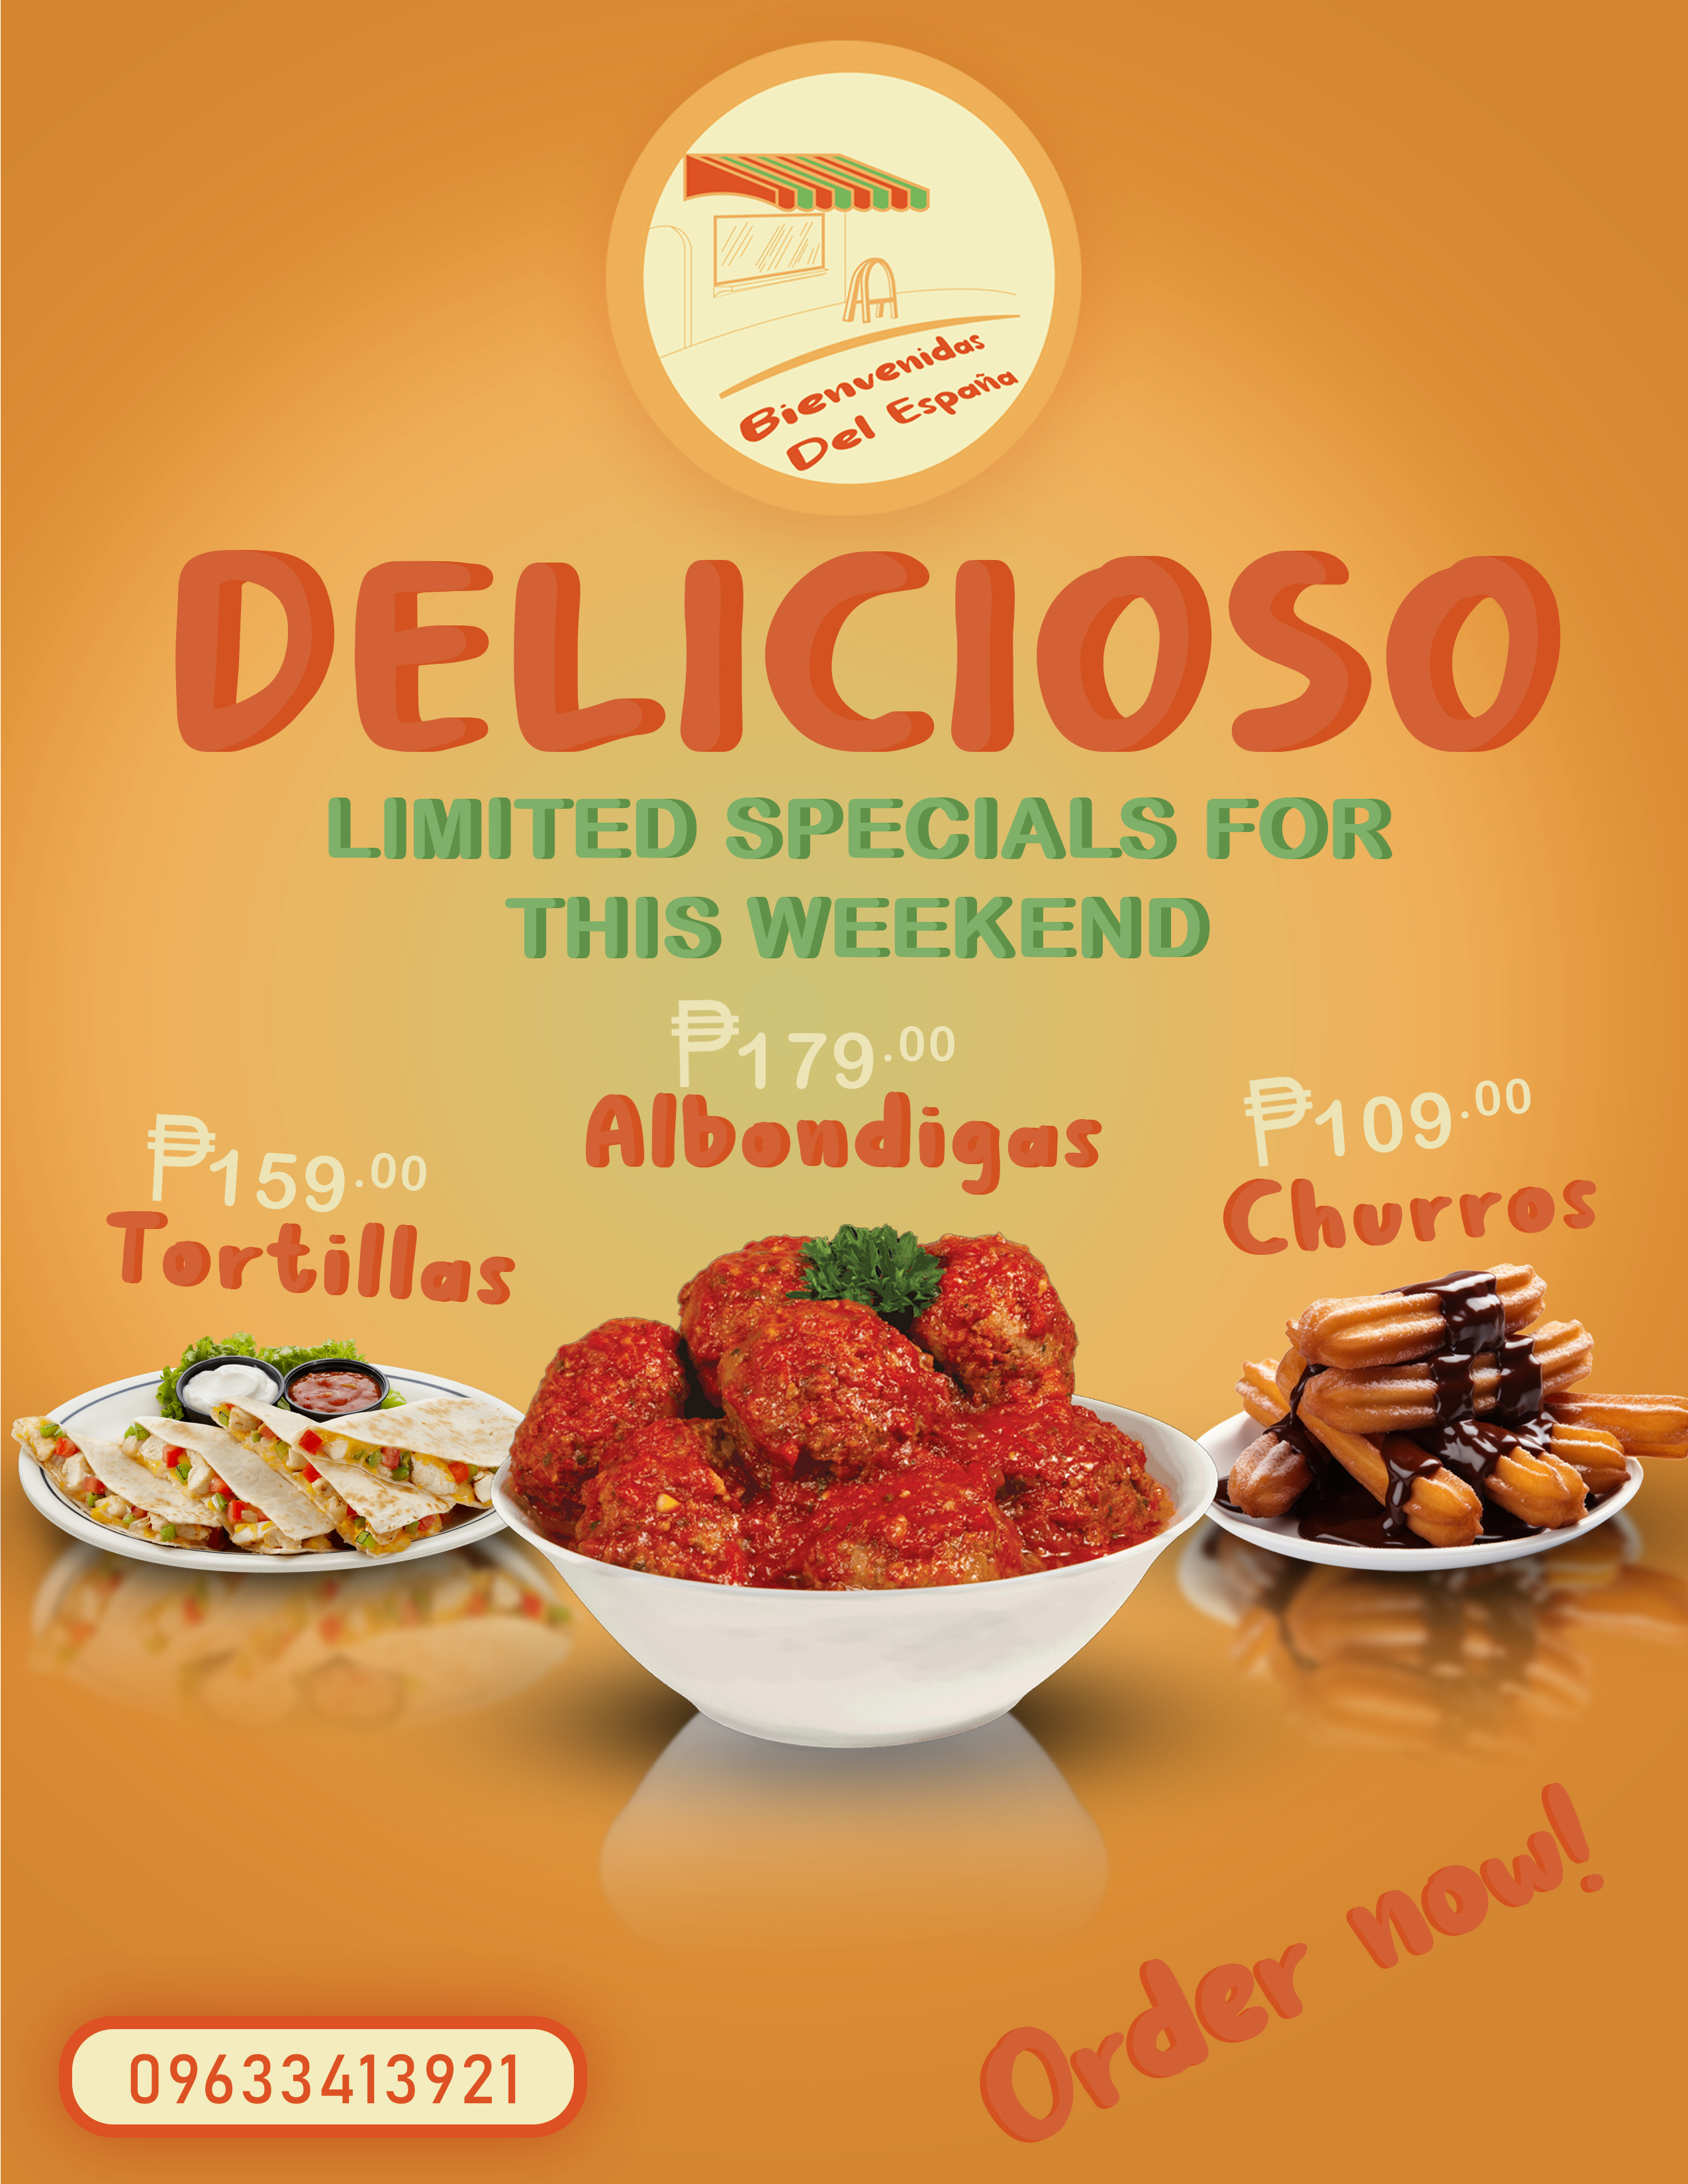 Bienvenidas
Del España
DELICIOSO
LIMITED SPECIALS FOR
THIS WEEKEND
₱179.00
Albondigas
₱159.00
Tortillas
₱109.00
Churros
Order now!
09633413921